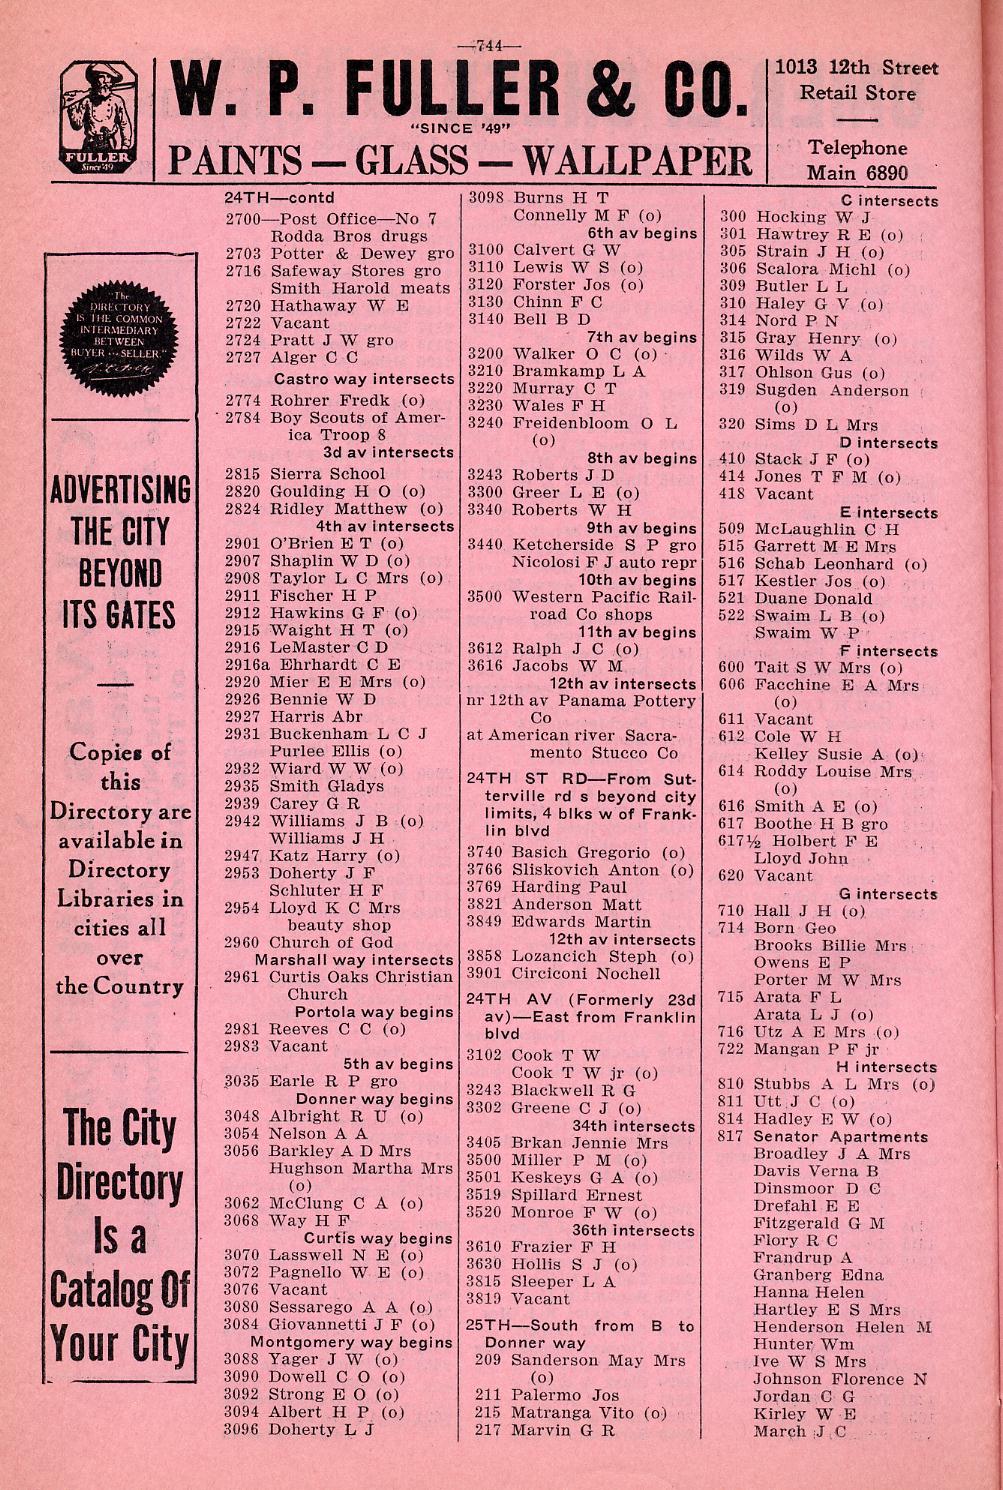 —744—
W. P. FULLER & CO.
"SINCE '49"
PAINTS — GLASS — WALLPAPER
FULLER
Since '49
1013 12th Street
Retail Store
Telephone
Main 6890
"The
DIRECTORY
IS THE COMMON
INTERMEDIARY
BETWEEN
BUYER and SELLER."
ADVERTISING
THE CITY
BEYOND
ITS GATES
Copies of
this
Directory are
available in
Directory
Libraries in
cities all
over
the Country
The City
Directory
Is a
Catalog Of
Your City
24TH—contd
2700—Post Office—No 7
Rodda Bros drugs
2703 Potter & Dewey gro
2716 Safeway Stores gro
Smith Harold meats
2720 Hathaway W E
2722 Vacant
2724 Pratt J W gro
2727 Alger C C
Castro way intersects
2774 Rohrer Fredk (o)
2784 Boy Scouts of Amer-
ica Troop 8
3d av intersects
2815 Sierra School
2820 Goulding H O (o)
2824 Ridley Matthew (o)
4th av intersects
2901 O'Brien E T (o)
2907 Shaplin W D (o)
2908 Taylor L C Mrs (o)
2911 Fischer H P
2912 Hawkins G F (o)
2915 Waight H T (o)
2916 LeMaster C D
2916a Ehrhardt C E
2920 Mier E E Mrs (o)
2926 Bennie W D
2927 Harris Abr
2931 Buckenham L C J
Purlee Ellis (o)
2932 Wiard W W (o)
2935 Smith Gladys
2939 Carey G R
2942 Williams J B (o)
Williams J H
2947 Katz Harry (o)
2953 Doherty J F
Schluter H F
2954 Lloyd K C Mrs
beauty shop
2960 Church of God
Marshall way intersects
2961 Curtis Oaks Christian
Church
Portola way begins
2981 Reeves C C (o)
2983 Vacant
5th av begins
3035 Earle R P gro
Donner way begins
3048 Albright R U (o)
3054 Nelson A A
3056 Barkley A D Mrs
Hughson Martha Mrs
(o)
3062 McClung C A (o)
3068 Way H F
Curtis way begins
3070 Lasswell N E (o)
3072 Pagnello W E (o)
3076 Vacant
3080 Sessarego A A (o)
3084 Giovannetti J F (o)
Montgomery way begins
3088 Yager J W (o)
3090 Dowell C O (o)
3092 Strong E O (o)
3094 Albert H P (o)
3096 Doherty L J
3098 Burns H T
Connelly M F (o)
6th av begins
3100 Calvert G W
3110 Lewis W S (o)
3120 Forster Jos (o)
3130 Chinn F C
3140 Bell B D
7th av begins
3200 Walker O C (o)
3210 Bramkamp L A
3220 Murray C T
3230 Wales F H
3240 Freidenbloom O L
(o)
8th av begins
3243 Roberts J D
3300 Greer L E (o)
3340 Roberts W H
9th av begins
3440 Ketcherside S P gro
Nicolosi F J auto repr
10th av begins
3500 Western Pacific Rail-
road Co shops
11th av begins
3612 Ralph J C (o)
3616 Jacobs W M
12th av intersects
nr 12th av Panama Pottery
Co
at American river Sacra-
mento Stucco Co
24TH ST RD—From Sut-
terville rd s beyond city
limits, 4 blks w of Frank-
lin blvd
3740 Basich Gregorio (o)
3766 Sliskovich Anton (o)
3769 Harding Paul
3821 Anderson Matt
3849 Edwards Martin
12th av intersects
3858 Lozancich Steph (o)
3901 Circiconi Nochell
24TH AV (Formerly 23d
av)—East from Franklin
blvd
3102 Cook T W
Cook T W jr (o)
3243 Blackwell R G
3302 Greene C J (o)
34th intersects
3405 Brkan Jennie Mrs
3500 Miller P M (o)
3501 Keskeys G A (o)
3519 Spillard Ernest
3520 Monroe F W (o)
36th intersects
3610 Frazier F H
3630 Hollis S J (o)
3815 Sleeper L A
3819 Vacant
25TH—South from B to
Donner way
209 Sanderson May Mrs
(o)
211 Palermo Jos
215 Matranga Vito (o)
217 Marvin G R
C intersects
300 Hocking W J
301 Hawtrey R E (o)
305 Strain J H (o)
306 Scalora Michl (o)
309 Butler L L
310 Haley G V (o)
314 Nord P N
315 Gray Henry (o)
316 Wilds W A
317 Ohlson Gus (o)
319 Sugden Anderson
(o)
320 Sims D L Mrs
D intersects
410 Stack J F (o)
414 Jones T F M (o)
418 Vacant
E intersects
509 McLaughlin C H
515 Garrett M E Mrs
516 Schab Leonhard (o)
517 Kestler Jos (o)
521 Duane Donald
522 Swaim L B (o)
Swaim W P
F intersects
600 Tait S W Mrs (o)
606 Facchine E A Mrs
(o)
611 Vacant
612 Cole W H
Kelley Susie A (o)
614 Roddy Louise Mrs
(o)
616 Smith A E (o)
617 Boothe H B gro
617½ Holbert F E
Lloyd John
620 Vacant
G intersects
710 Hall J H (o)
714 Born Geo
Brooks Billie Mrs
Owens E P
Porter M W Mrs
715 Arata F L
Arata L J (o)
716 Utz A E Mrs (o)
722 Mangan P F jr
H intersects
810 Stubbs A L Mrs (o)
811 Utt J C (o)
814 Hadley E W (o)
817 Senator Apartments
Broadley J A Mrs
Davis Verna B
Dinsmoor D C
Drefahl E E
Fitzgerald G M
Flory R C
Frandrup A
Granberg Edna
Hanna Helen
Hartley E S Mrs
Henderson Helen M
Hunter Wm
Ive W S Mrs
Johnson Florence N
Jordan C G
Kirley W E
March J C